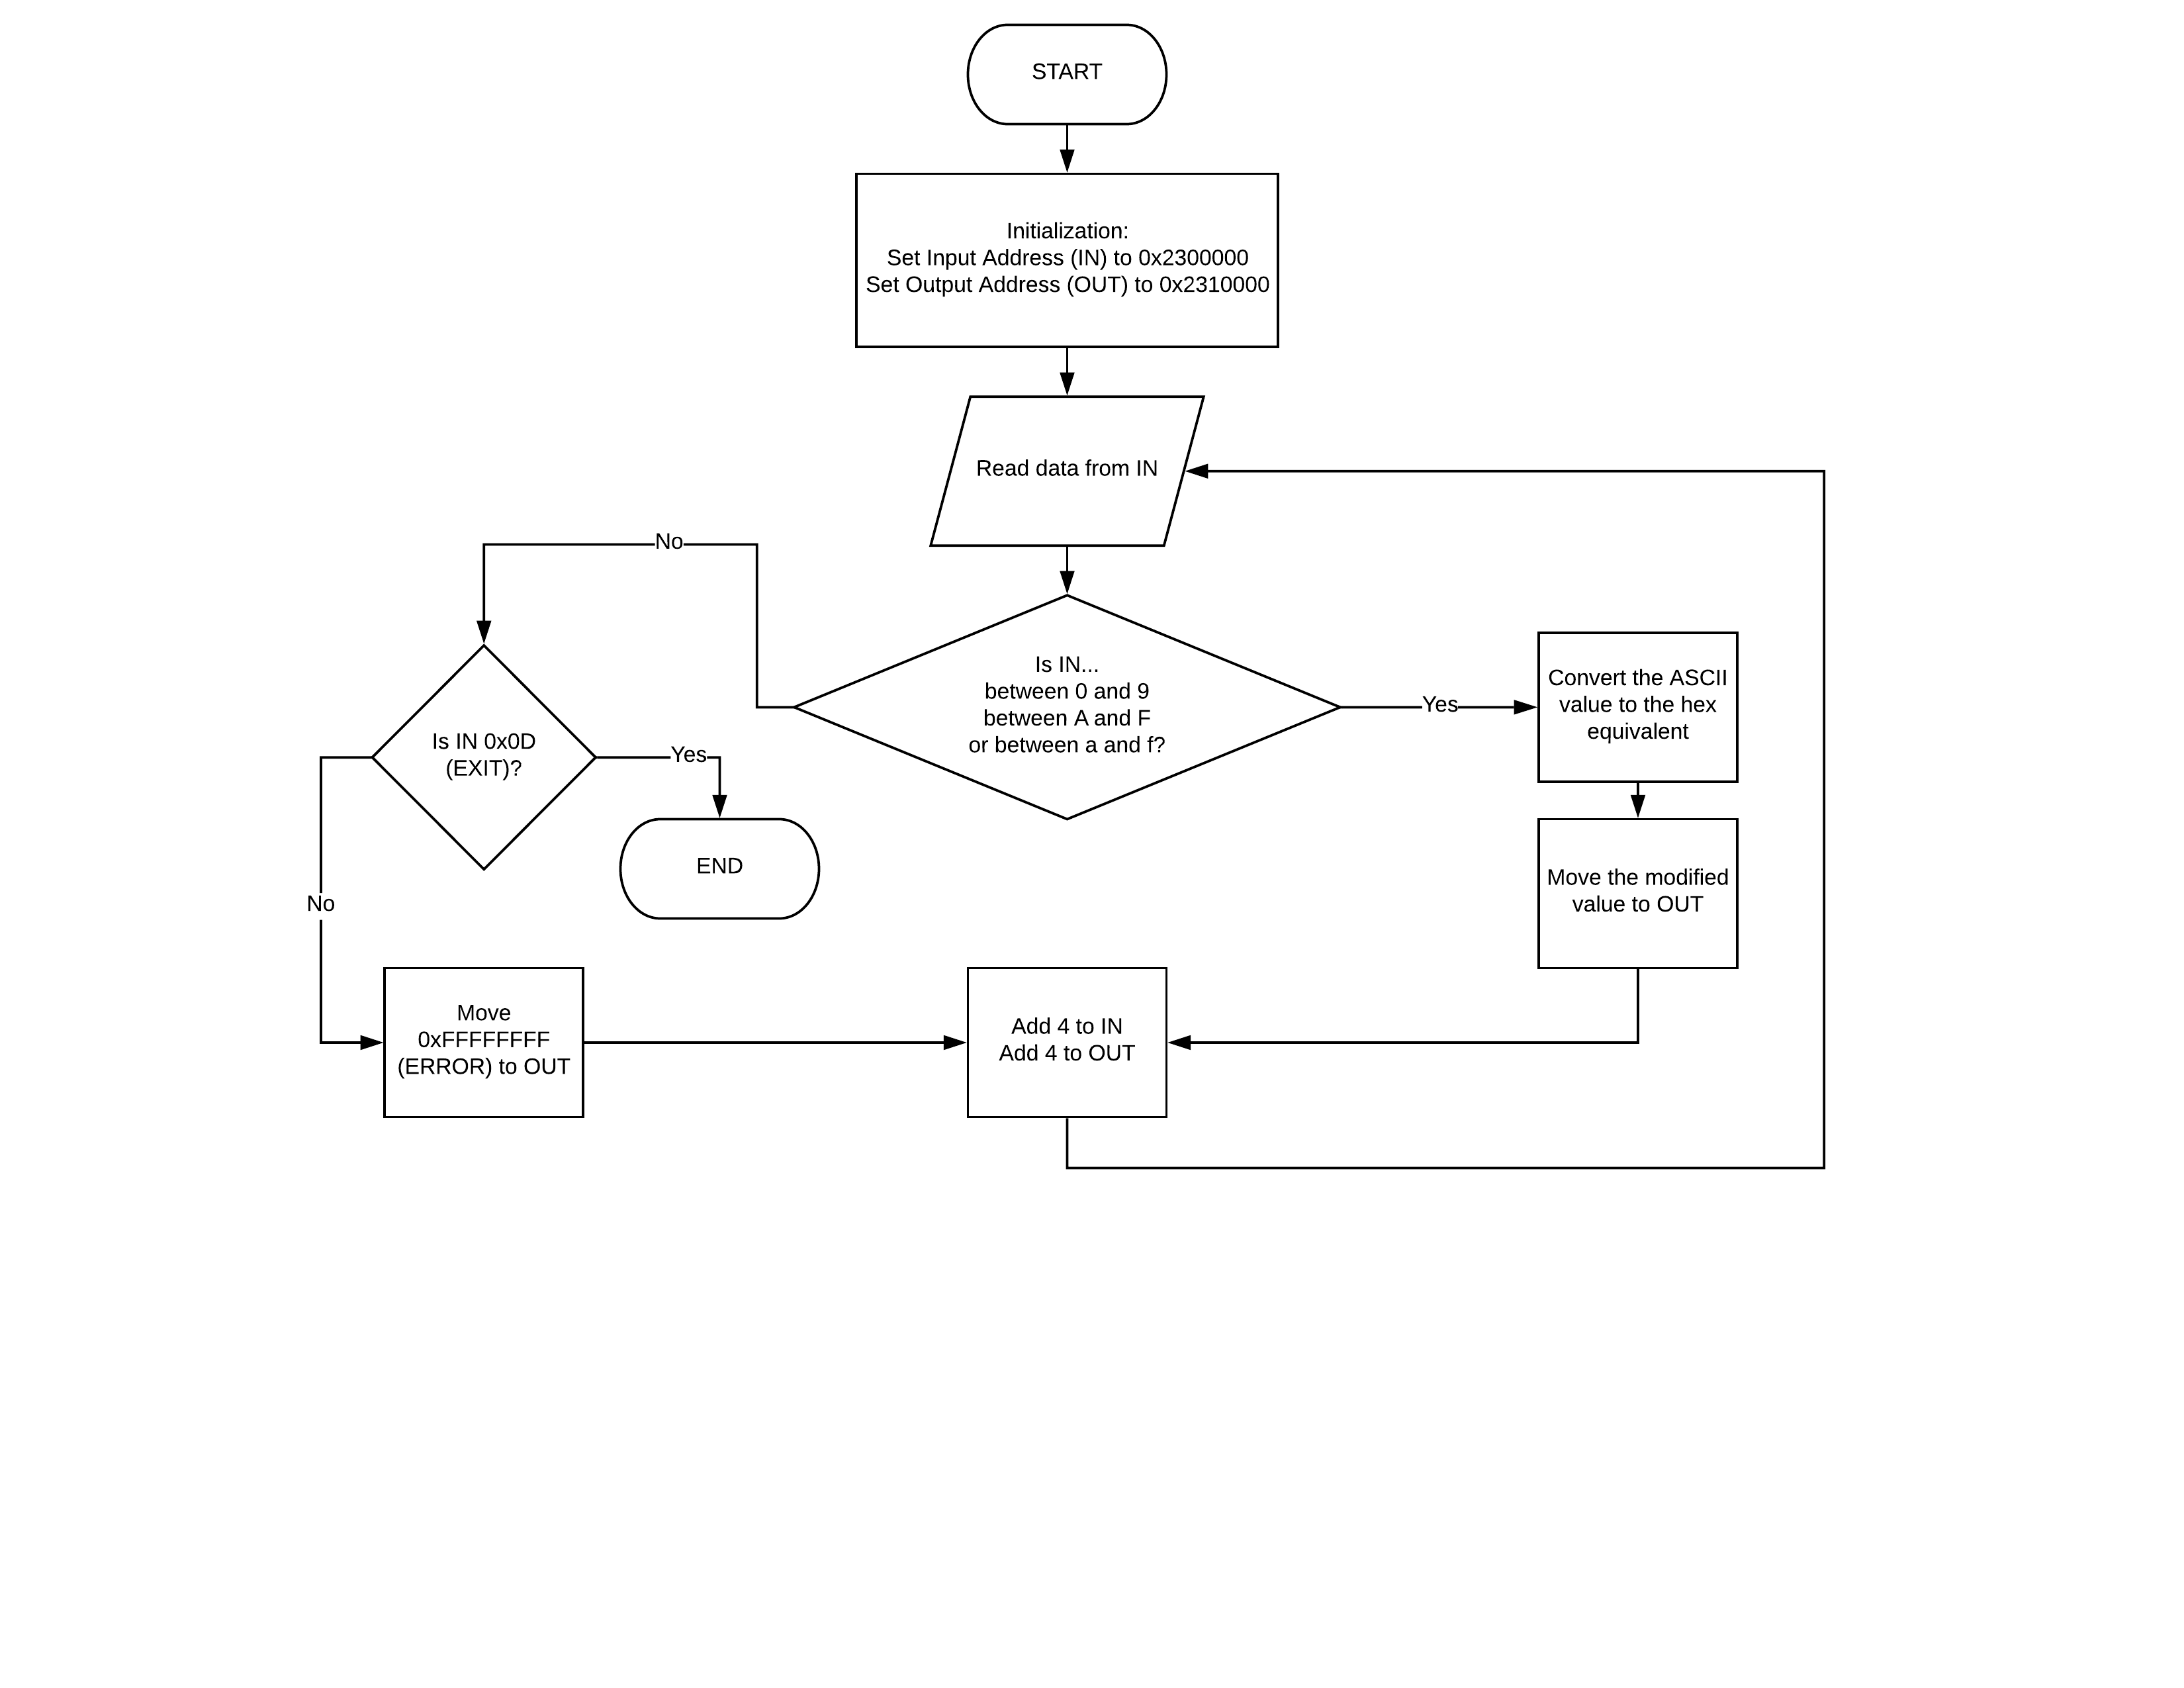 START
Initialization:
Set Input Address (IN) to 0x2300000
Set Output Address (OUT) to 0x2310000
Read data from IN
No
Is IN...
between 0 and 9
between A and F
or between a and f?
Yes
Convert the ASCII
value to the hex
equivalent
Is IN 0x0D
(EXIT)?
Yes
END
No
Move the modified
value to OUT
Move
0xFFFFFFFF
(ERROR) to OUT
Add 4 to IN
Add 4 to OUT